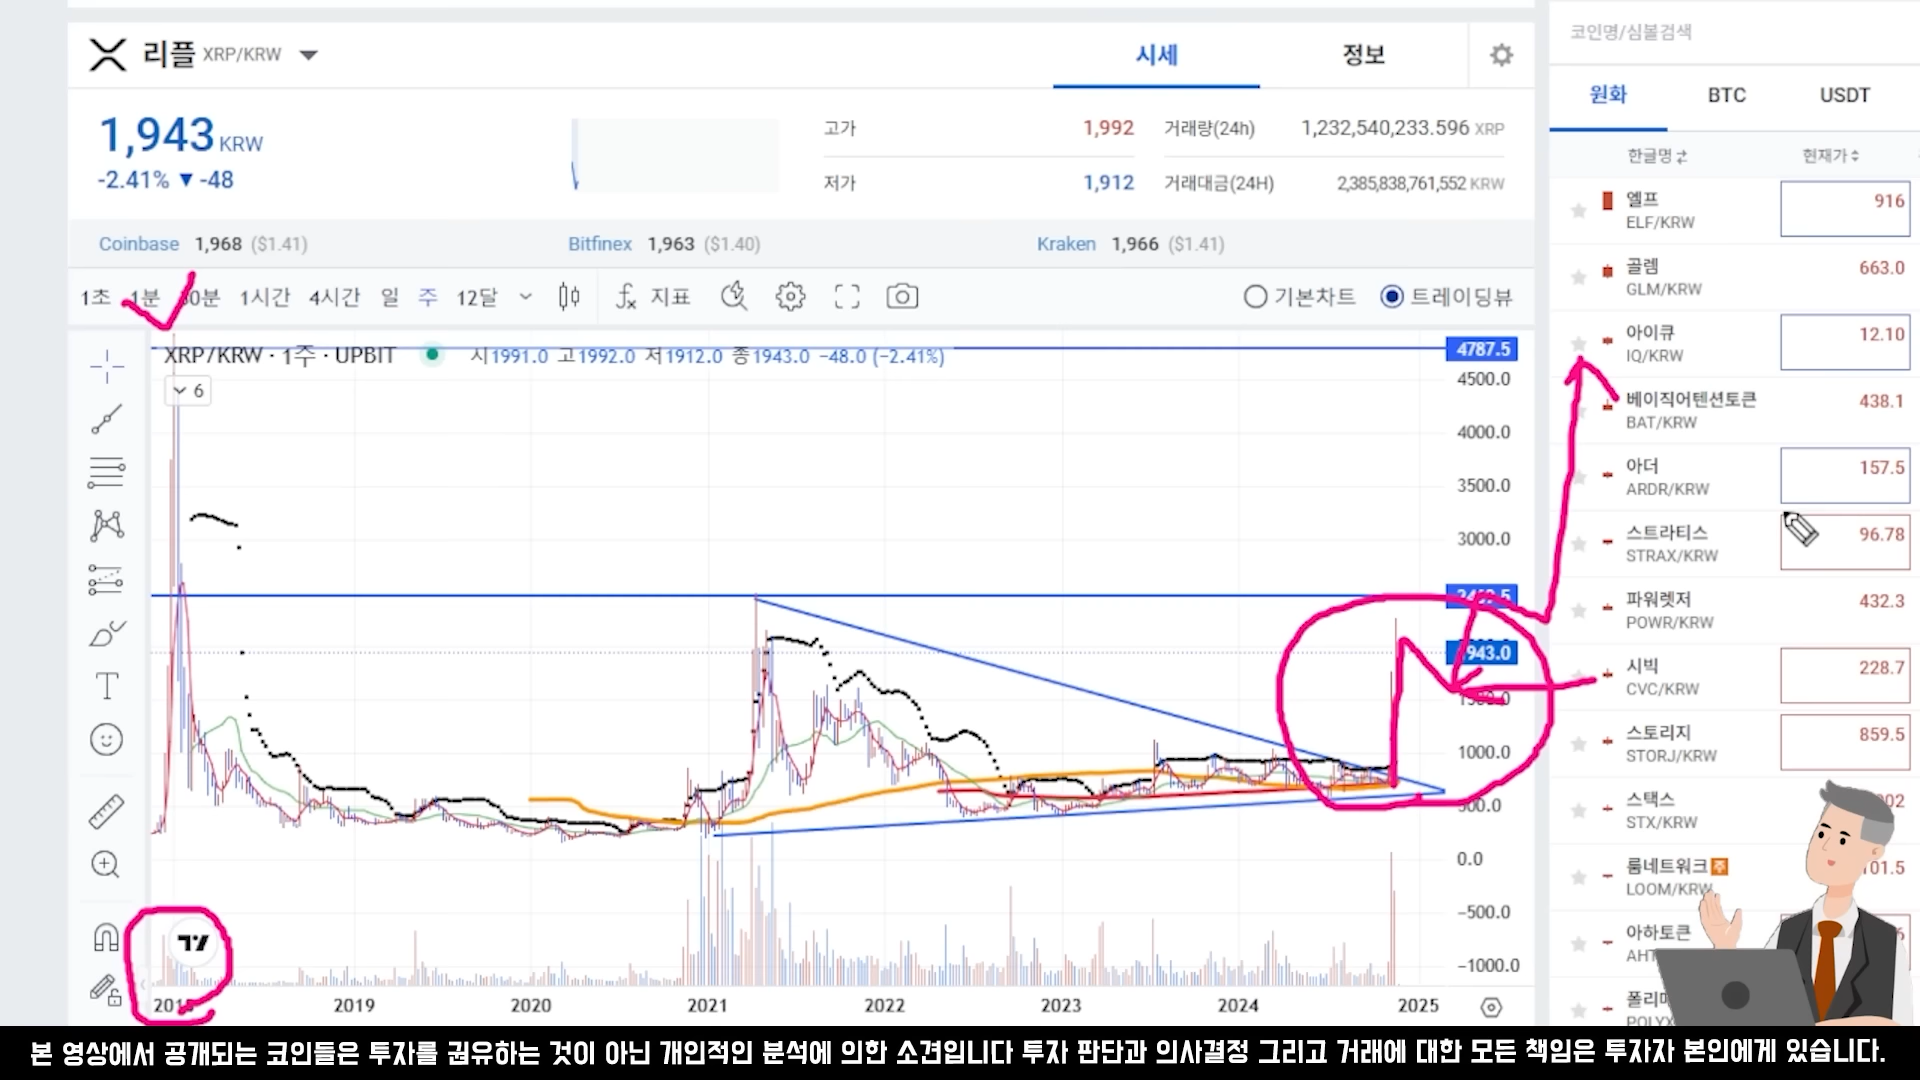 리플 XRP/KRW
시세 정보
1,943 KRW
-2.41% ▼ -48
고가 1,992
저가 1,912
거래량(24h) 1,232,540,233.596 XRP
거래대금(24H) 2,385,838,761,552 KRW
Coinbase 1,968 ($1.41)
Bitfinex 1,963 ($1.40)
Kraken 1,966 ($1.41)
1초 1분 1시간 4시간 일 주 12달
지표
기본차트 트레이딩뷰
XRP/KRW · 1주 · UPBIT 시1991.0 고1992.0 저1912.0 종1943.0 −48.0 (−2.41%)
6
4787.5
4500.0
4000.0
3500.0
3000.0
1000.0
0.0
−500.0
−1000.0
2019 2020 2021 2022 2023 2024 2025
코인명/심볼검색
원화 BTC USDT
한글명 현재가
엘프 916
ELF/KRW
골렘 663.0
GLM/KRW
아이큐 12.10
IQ/KRW
베이직어텐션토큰 438.1
BAT/KRW
아더 157.5
ARDR/KRW
스트라티스 96.78
STRAX/KRW
파워렛저 432.3
POWR/KRW
시빅 228.7
CVC/KRW
스토리지 859.5
STORJ/KRW
스택스
STX/KRW
룸네트워크 주
LOOM/KRW
아하토큰
본 영상에서 공개되는 코인들은 투자를 권유하는 것이 아닌 개인적인 분석에 의한 소견입니다 투자 판단과 의사결정 그리고 거래에 대한 모든 책임은 투자자 본인에게 있습니다.